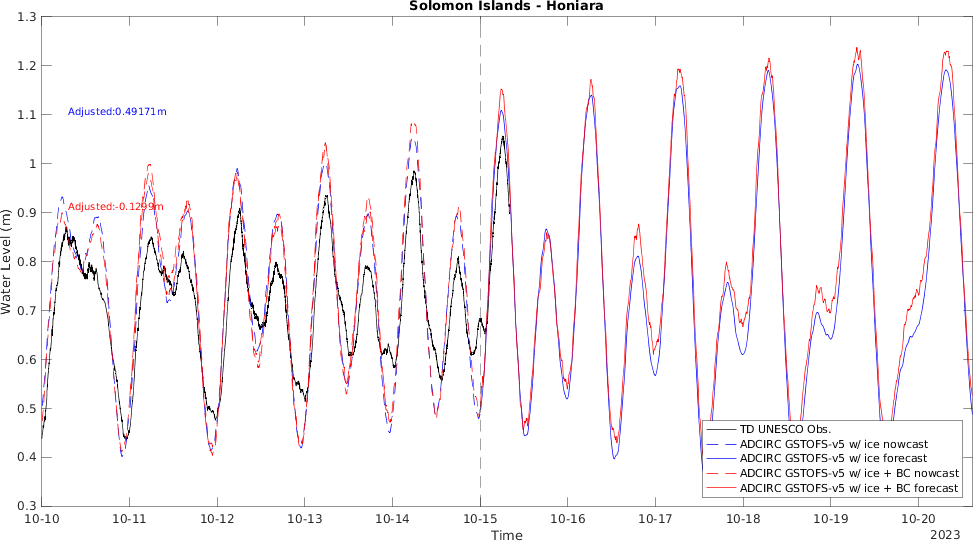 Solomon Islands - Honiara
1.3
1.2
1.1
1
0.9
0.8
0.7
0.6
0.5
0.4
0.3
Water Level (m)
Adjusted:0.49171m
Adjusted:-0.1299m
TD UNESCO Obs.
ADCIRC GSTOFS-v5 w/ ice nowcast
ADCIRC GSTOFS-v5 w/ ice forecast
ADCIRC GSTOFS-v5 w/ ice + BC nowcast
ADCIRC GSTOFS-v5 w/ ice + BC forecast
10-10 10-11 10-12 10-13 10-14 10-15 10-16 10-17 10-18 10-19 10-20
2023
Time